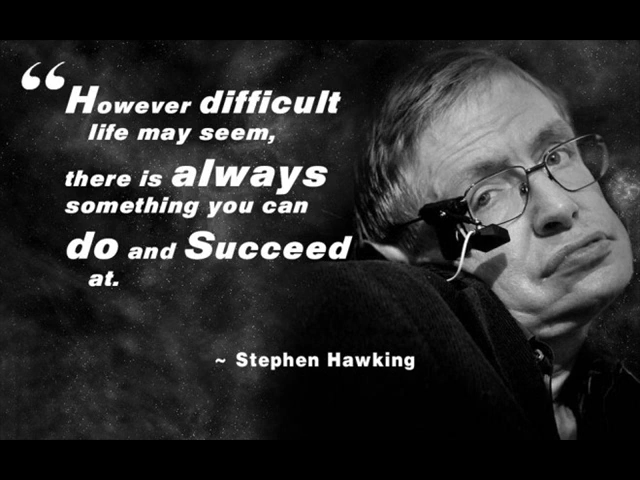 “ However difficult
life may seem,
there is always
something you can
do and Succeed
at.
~ Stephen Hawking